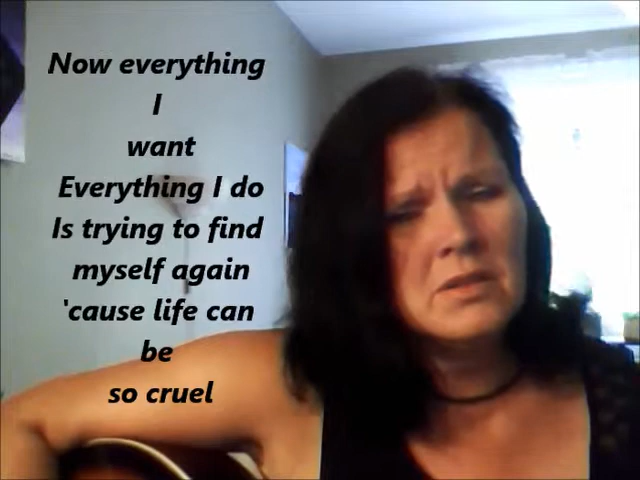 Now everything
I
want
Everything I do
Is trying to find
myself again
'cause life can
be
so cruel